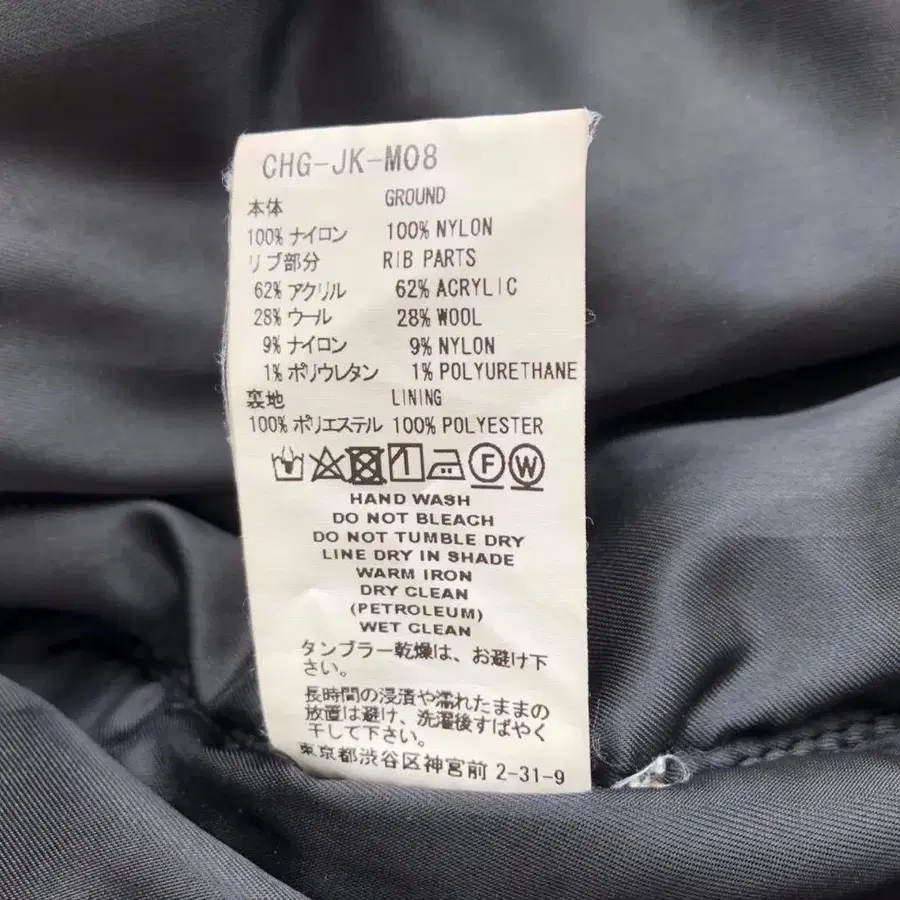 CHG-JK-M08
本体 GROUND
100% ナイロン 100% NYLON
リブ部分 RIB PARTS
62% アクリル 62% ACRYLIC
28% ウール 28% WOOL
9% ナイロン 9% NYLON
1% ポリウレタン 1% POLYURETHANE
裏地 LINING
100% ポリエステル 100% POLYESTER
F W
HAND WASH
DO NOT BLEACH
DO NOT TUMBLE DRY
LINE DRY IN SHADE
WARM IRON
DRY CLEAN
(PETROLEUM)
WET CLEAN
タンブラー乾燥は、お避け下
さい。
長時間の浸漬や濡れたままの
放置は避け、洗濯後すばやく
干して下さい。
東京都渋谷区神宮前 2-31-9